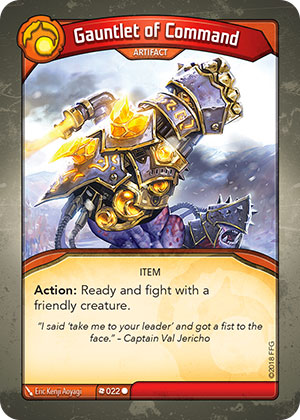 Gauntlet of Command
ARTIFACT
ITEM
Action: Ready and fight with a
friendly creature.
"I said 'take me to your leader' and got a fist to the
face." – Captain Val Jericho
Eric Kenji Aoyagi
022
©2018 FFG